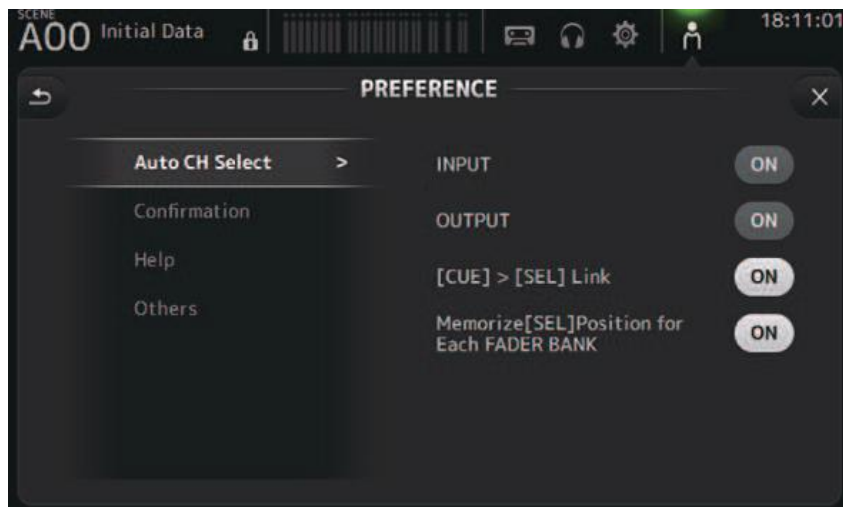 SCENE
A00 Initial Data
18:11:01
PREFERENCE
Auto CH Select >
INPUT ON
Confirmation
OUTPUT ON
Help
[CUE] > [SEL] Link ON
Others
Memorize[SEL]Position for
Each FADER BANK
ON